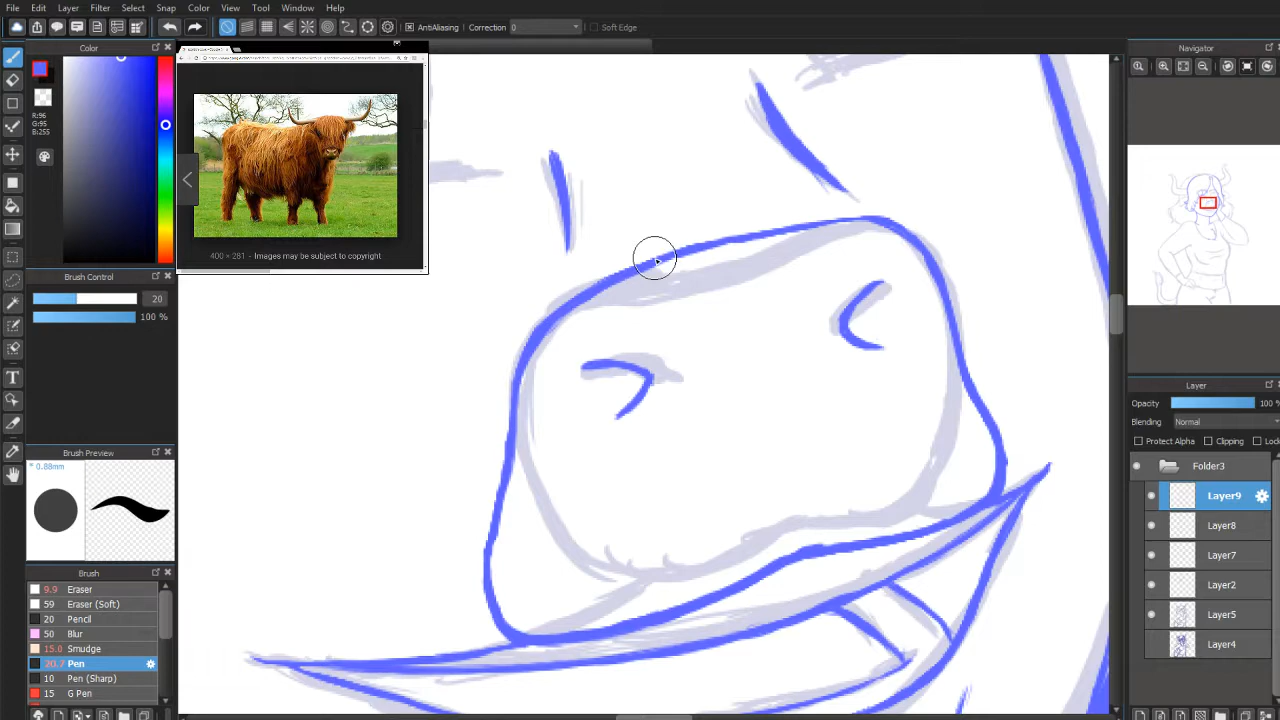 File Edit Layer Filter Select Snap Color View Tool Window Help
AntiAliasing Correction 0 Soft Edge
Color
Navigator
R:96
G:95
B:255
400 × 281 - Images may be subject to copyright
Brush Control
20
100 %
Brush Preview
* 0.88mm
Brush
9.9 Eraser
59 Eraser (Soft)
20 Pencil
50 Blur
15.0 Smudge
20.7 Pen
10 Pen (Sharp)
15 G Pen
Layer
Opacity 100 %
Blending Normal
Protect Alpha Clipping Loc
Folder3
Layer9
Layer8
Layer7
Layer2
Layer5
Layer4